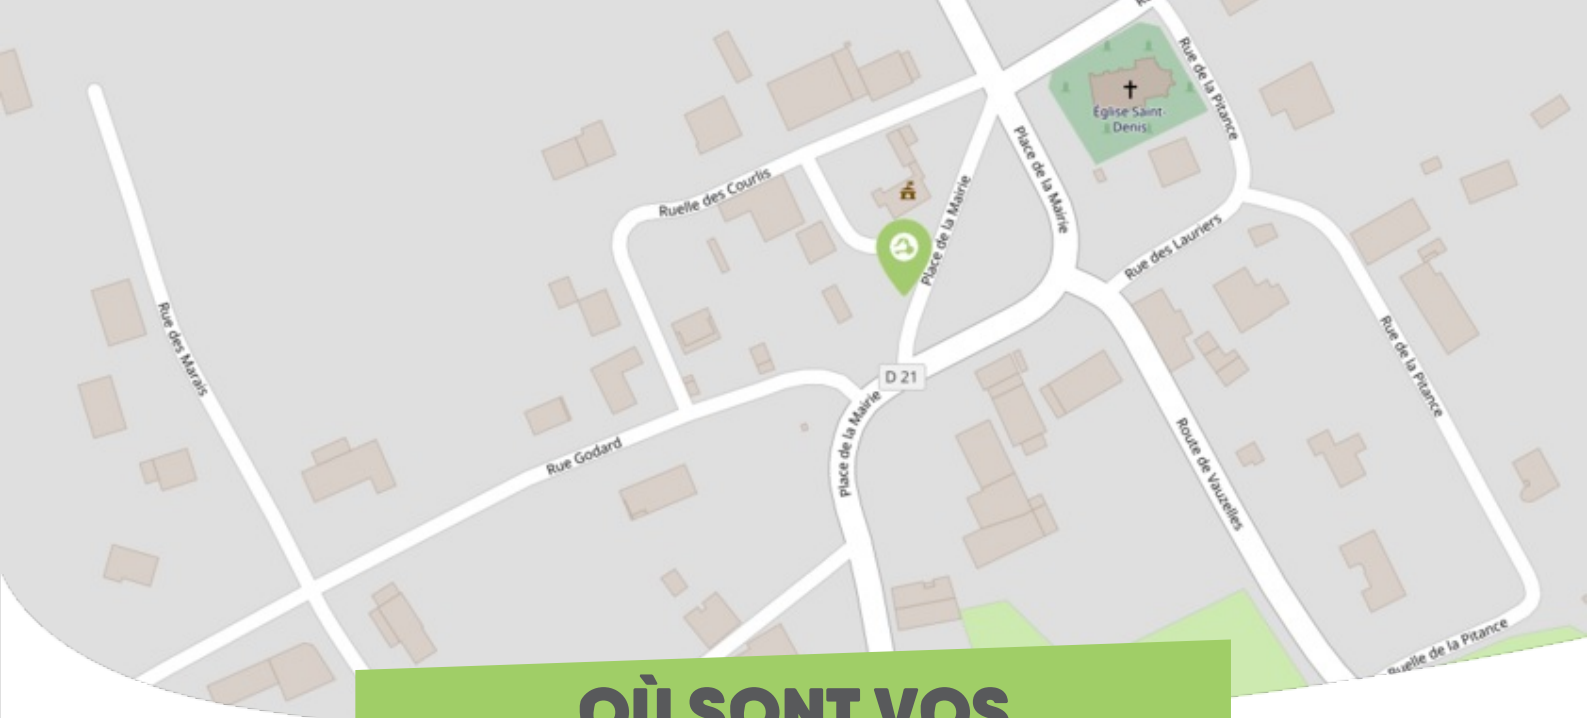 Rue de la Pitance
Église Saint-
Denis
Place de la Mairie
Ruelle des Courlis
Place de la Mairie
Rue des Lauriers
Rue des Marais
Rue de la Pitance
D 21
Place de la Mairie
Rue Godard
Route de Vauzelles
Ruelle de la Pitance
OÙ SONT VOS